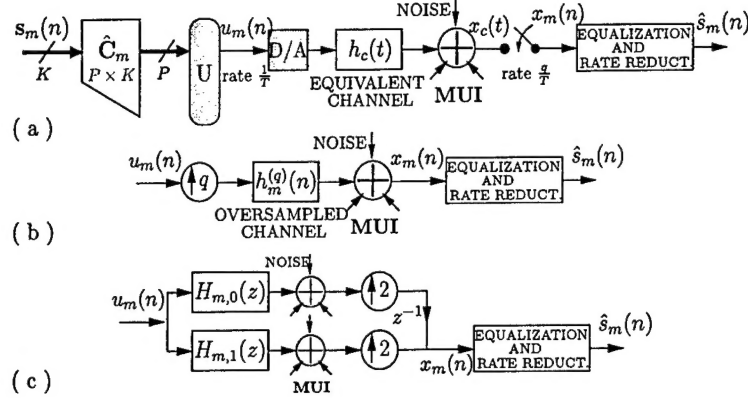 s_m(n)
K
Ĉ_m
P × K
P
U
u_m(n)
rate 1/T
D/A
h_c(t)
EQUIVALENT
CHANNEL
NOISE
MUI
x_c(t)
x_m(n)
rate q/T
EQUALIZATION
AND
RATE REDUCT.
ŝ_m(n)
( a )
u_m(n)
↑q
h_m^(q)(n)
OVERSAMPLED
CHANNEL
NOISE
MUI
x_m(n)
EQUALIZATION
AND
RATE REDUCT.
ŝ_m(n)
( b )
u_m(n)
H_m,0(z)
NOISE
↑2
z^-1
H_m,1(z)
MUI
↑2
x_m(n)
EQUALIZATION
AND
RATE REDUCT.
ŝ_m(n)
( c )